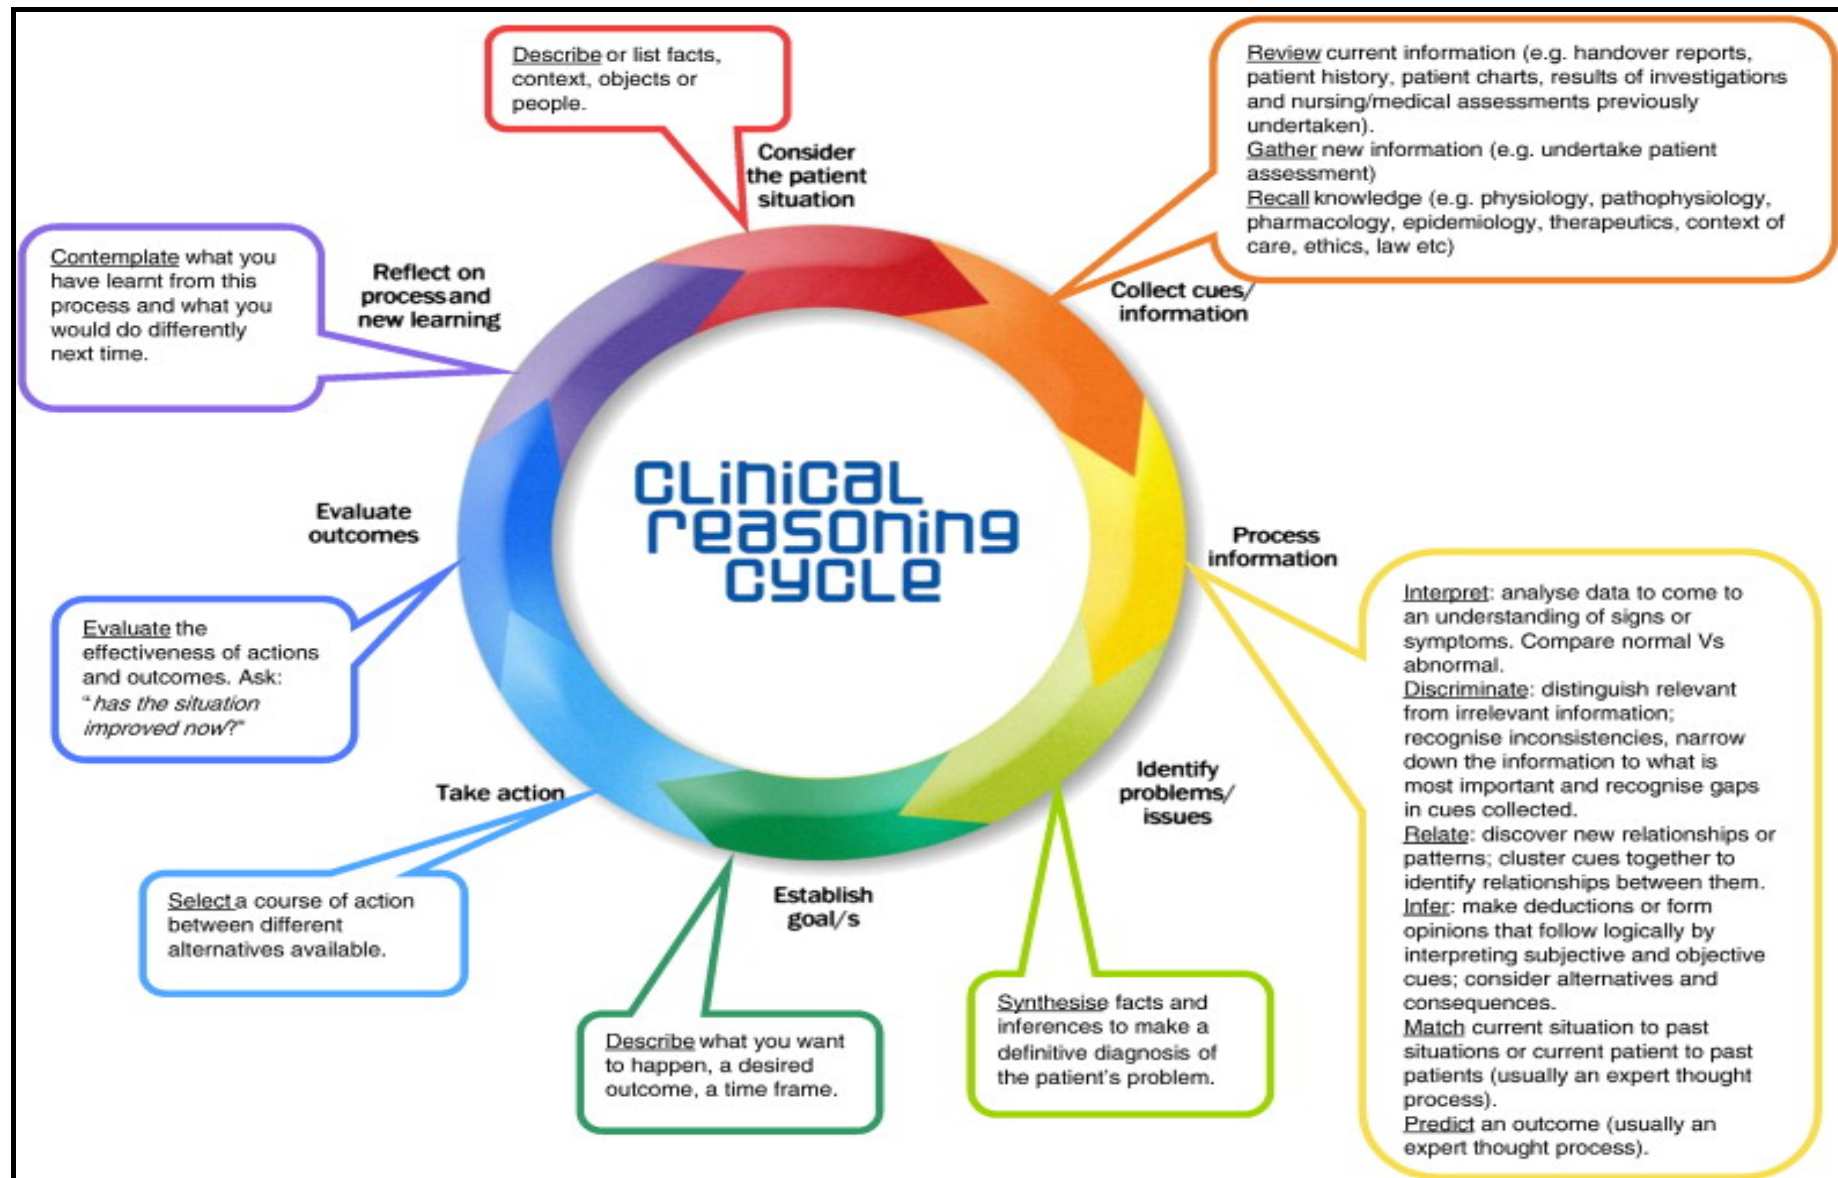 Describe or list facts,
context, objects or
people.
Consider
the patient
situation
Review current information (e.g. handover reports,
patient history, patient charts, results of investigations
and nursing/medical assessments previously
undertaken).
Gather new information (e.g. undertake patient
assessment)
Recall knowledge (e.g. physiology, pathophysiology,
pharmacology, epidemiology, therapeutics, context of
care, ethics, law etc)
Collect cues/
information
Process
information
Interpret: analyse data to come to
an understanding of signs or
symptoms. Compare normal Vs
abnormal.
Discriminate: distinguish relevant
from irrelevant information;
recognise inconsistencies, narrow
down the information to what is
most important and recognise gaps
in cues collected.
Relate: discover new relationships or
patterns; cluster cues together to
identify relationships between them.
Infer: make deductions or form
opinions that follow logically by
interpreting subjective and objective
cues; consider alternatives and
consequences.
Match current situation to past
situations or current patient to past
patients (usually an expert thought
process).
Predict an outcome (usually an
expert thought process).
Identify
problems/
issues
Synthesise facts and
inferences to make a
definitive diagnosis of
the patient's problem.
Establish
goal/s
Describe what you want
to happen, a desired
outcome, a time frame.
Take action
Select a course of action
between different
alternatives available.
Evaluate
outcomes
Evaluate the
effectiveness of actions
and outcomes. Ask:
"has the situation
improved now?"
Reflect on
process and
new learning
Contemplate what you
have learnt from this
process and what you
would do differently
next time.
CLINICAL
REASONING
CYCLE